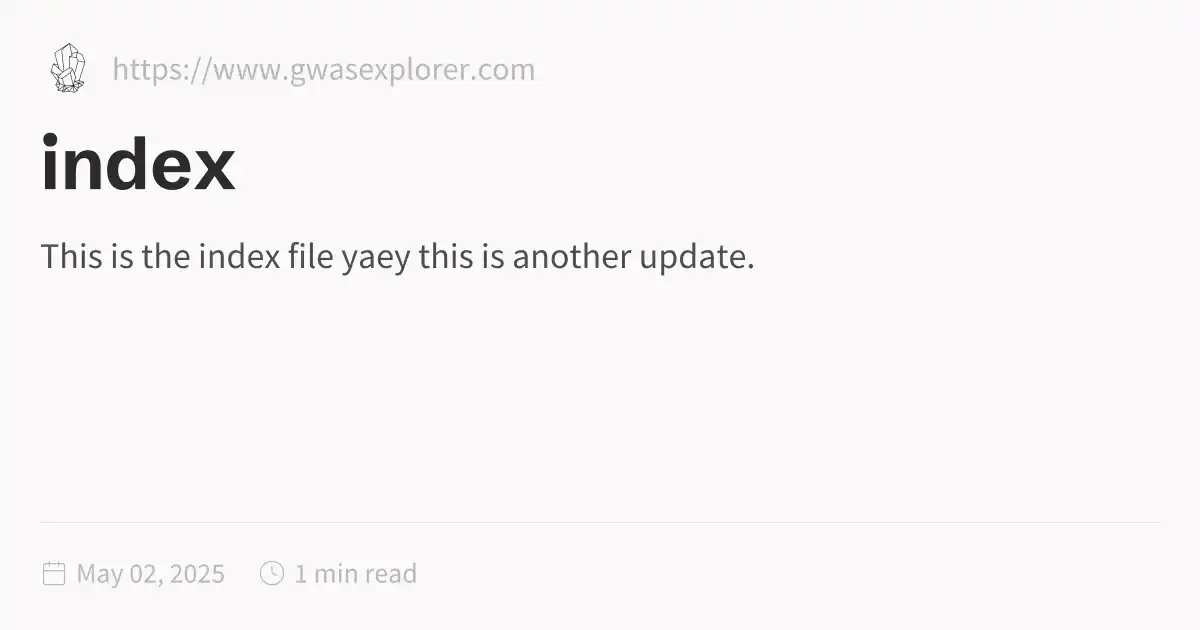 https://www.gwasexplorer.com
index
This is the index file yaey this is another update.
May 02, 2025 1 min read